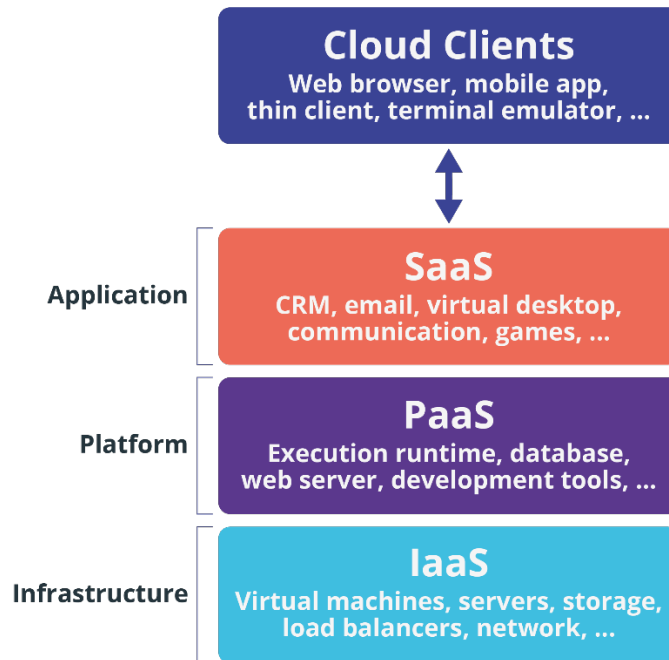 Cloud Clients
Web browser, mobile app,
thin client, terminal emulator, ...
Application
SaaS
CRM, email, virtual desktop,
communication, games, ...
Platform
PaaS
Execution runtime, database,
web server, development tools, ...
Infrastructure
IaaS
Virtual machines, servers, storage,
load balancers, network, ...